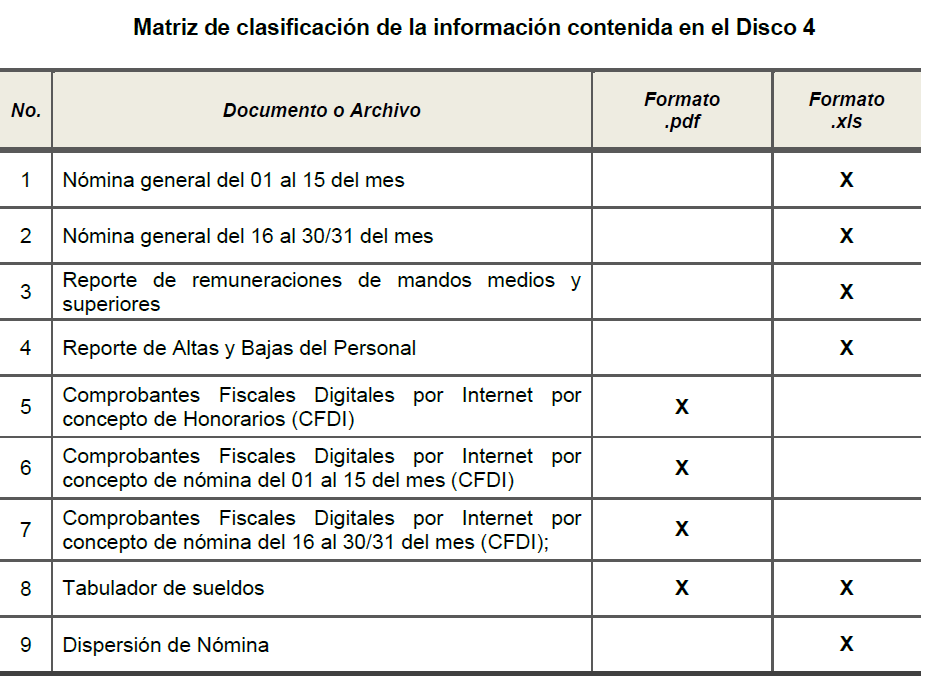 Matriz de clasificación de la información contenida en el Disco 4
No. Documento o Archivo Formato .pdf Formato .xls
1 Nómina general del 01 al 15 del mes X
2 Nómina general del 16 al 30/31 del mes X
3 Reporte de remuneraciones de mandos medios y
superiores X
4 Reporte de Altas y Bajas del Personal X
5 Comprobantes Fiscales Digitales por Internet por
concepto de Honorarios (CFDI) X
6 Comprobantes Fiscales Digitales por Internet por
concepto de nómina del 01 al 15 del mes (CFDI) X
7 Comprobantes Fiscales Digitales por Internet por
concepto de nómina del 16 al 30/31 del mes (CFDI); X
8 Tabulador de sueldos X X
9 Dispersión de Nómina X